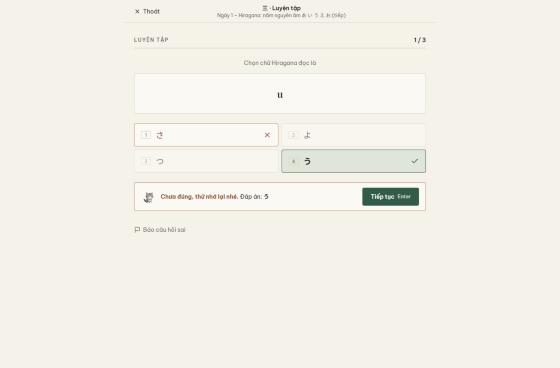 ✕ Thoát
三 · Luyện tập
Ngày 1 – Hiragana: năm nguyên âm あ い う え お (tiếp)
LUYỆN TẬP
1 / 3
Chọn chữ Hiragana đọc là
u
1 さ ✕
2 よ
3 つ
4 う ✓
Chưa đúng, thử nhớ lại nhé. Đáp án: う
Tiếp tục Enter
Báo câu hỏi sai